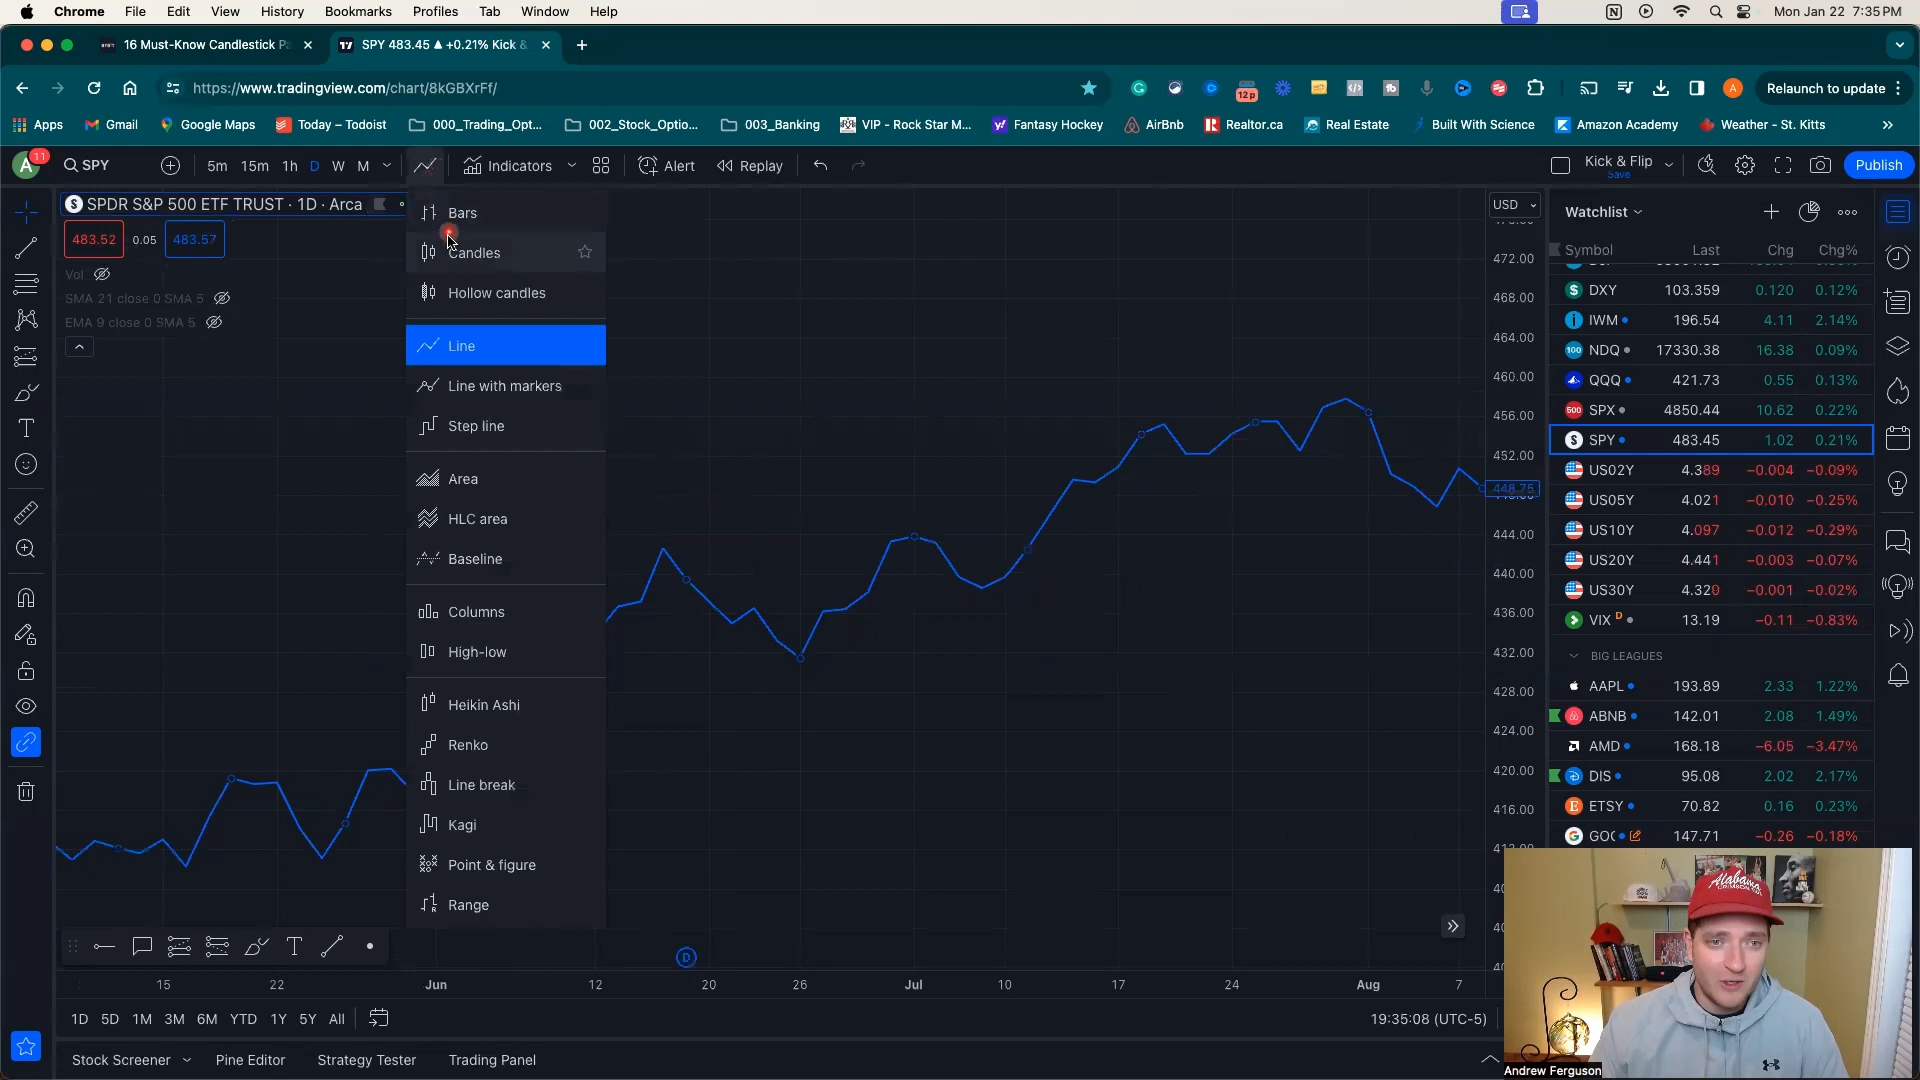 Chrome File Edit View History Bookmarks Profiles Tab Window Help
Mon Jan 22 7:35 PM
16 Must-Know Candlestick Pa
SPY 483.45 ▲ +0.21% Kick &
https://www.tradingview.com/chart/8kGBXrFf/
12p
A
Relaunch to update
Apps Gmail Google Maps Today – Todoist 000_Trading_Opt... 002_Stock_Optio... 003_Banking VIP - Rock Star M... Fantasy Hockey AirBnb Realtor.ca Real Estate Built With Science Amazon Academy Weather - St. Kitts
A 11 SPY 5m 15m 1h D W M Indicators Alert Replay
Kick & Flip
Save
Publish
SPDR S&P 500 ETF TRUST · 1D · Arca
483.52 0.05 483.57
Vol
SMA 21 close 0 SMA 5
EMA 9 close 0 SMA 5
Bars
Candles
Hollow candles
Line
Line with markers
Step line
Area
HLC area
Baseline
Columns
High-low
Heikin Ashi
Renko
Line break
Kagi
Point & figure
Range
USD
472.00
468.00
464.00
460.00
456.00
452.00
448.75
444.00
440.00
436.00
432.00
428.00
424.00
420.00
416.00
Watchlist
Symbol Last Chg Chg%
DXY 103.359 0.120 0.12%
IWM 196.54 4.11 2.14%
NDQ 17330.38 16.38 0.09%
QQQ 421.73 0.55 0.13%
SPX 4850.44 10.62 0.22%
SPY 483.45 1.02 0.21%
US02Y 4.389 −0.004 −0.09%
US05Y 4.021 −0.010 −0.25%
US10Y 4.097 −0.012 −0.29%
US20Y 4.441 −0.003 −0.07%
US30Y 4.320 −0.001 −0.02%
VIX D 13.19 −0.11 −0.83%
BIG LEAGUES
AAPL 193.89 2.33 1.22%
ABNB 142.01 2.08 1.49%
AMD 168.18 −6.05 −3.47%
DIS 95.08 2.02 2.17%
ETSY 70.82 0.16 0.23%
GOO 147.71 −0.26 −0.18%
T
T
D
15 22 Jun 12 20 26 Jul 10 17 24 Aug 7
1D 5D 1M 3M 6M YTD 1Y 5Y All
19:35:08 (UTC-5)
Stock Screener Pine Editor Strategy Tester Trading Panel
Alabama
Andrew Ferguson